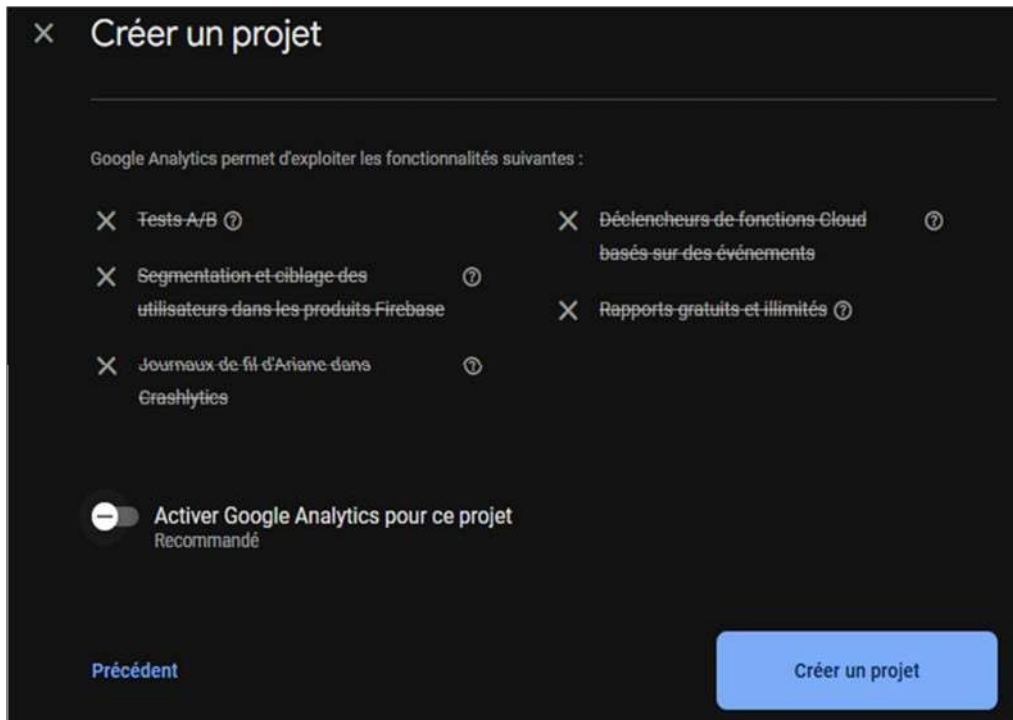 Créer un projet
Google Analytics permet d'exploiter les fonctionnalités suivantes :
Tests A/B
Segmentation et ciblage des
utilisateurs dans les produits Firebase
Journaux de fil d'Ariane dans
Crashlytics
Déclencheurs de fonctions Cloud
basés sur des événements
Rapports gratuits et illimités
Activer Google Analytics pour ce projet
Recommandé
Précédent
Créer un projet